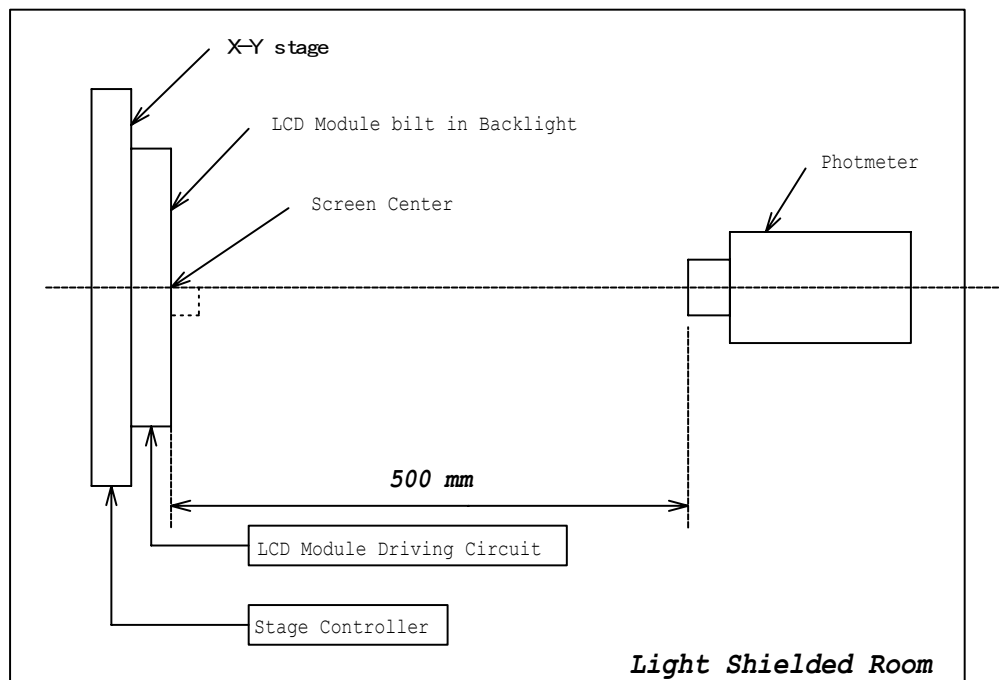 X-Y stage
LCD Module bilt in Backlight
Photmeter
Screen Center
500 mm
LCD Module Driving Circuit
Stage Controller
Light Shielded Room